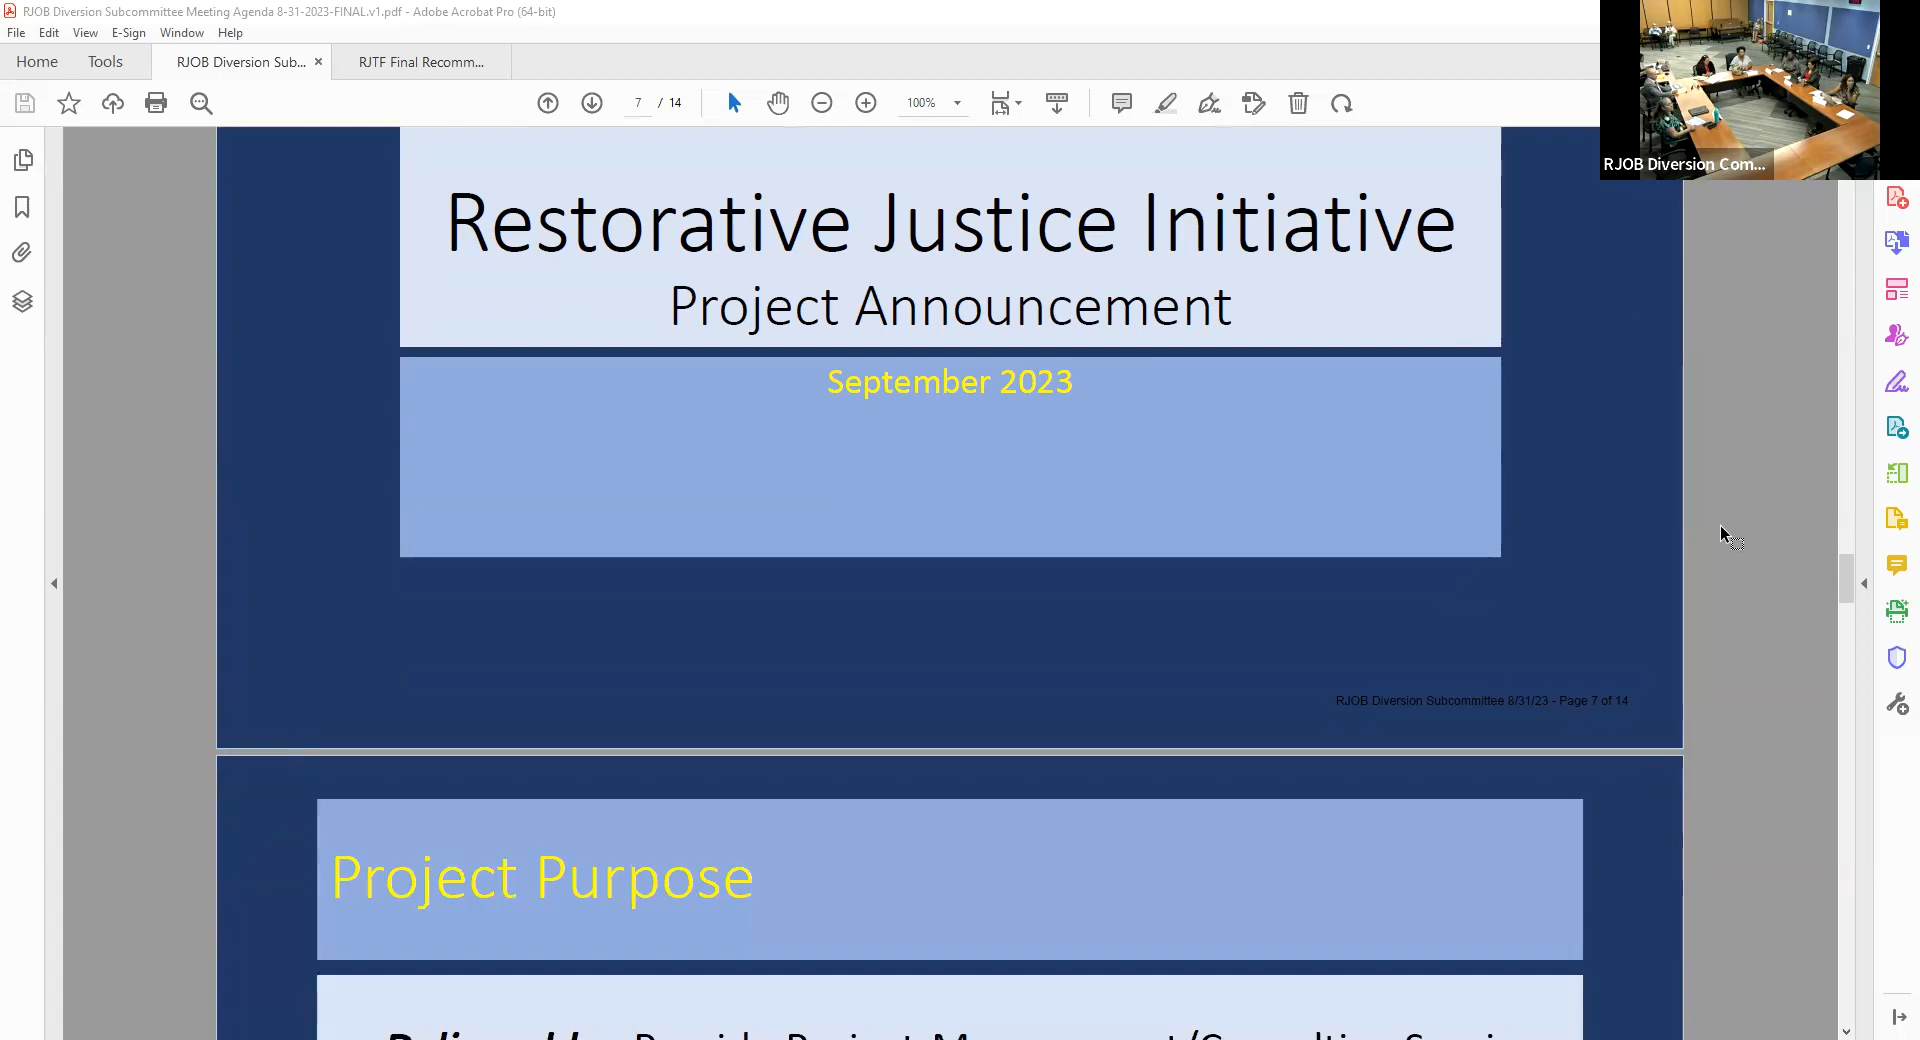 RJOB Diversion Subcommittee Meeting Agenda 8-31-2023-FINAL.v1.pdf - Adobe Acrobat Pro (64-bit)
File Edit View E-Sign Window Help
Home Tools RJOB Diversion Sub... × RJTF Final Recomm...
7 / 14 100%
RJOB Diversion Com...
Restorative Justice Initiative
Project Announcement
September 2023
RJOB Diversion Subcommittee 8/31/23 - Page 7 of 14
Project Purpose